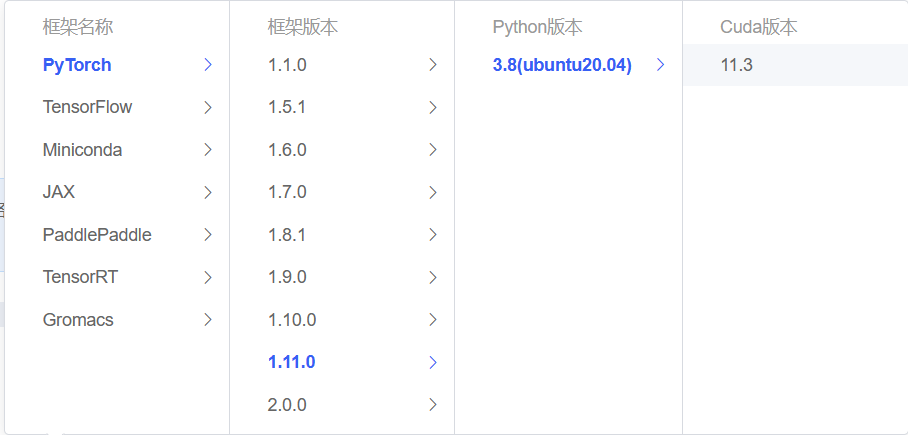 框架名称
PyTorch
TensorFlow
Miniconda
JAX
PaddlePaddle
TensorRT
Gromacs
框架版本
1.1.0
1.5.1
1.6.0
1.7.0
1.8.1
1.9.0
1.10.0
1.11.0
2.0.0
Python版本
3.8(ubuntu20.04)
Cuda版本
11.3